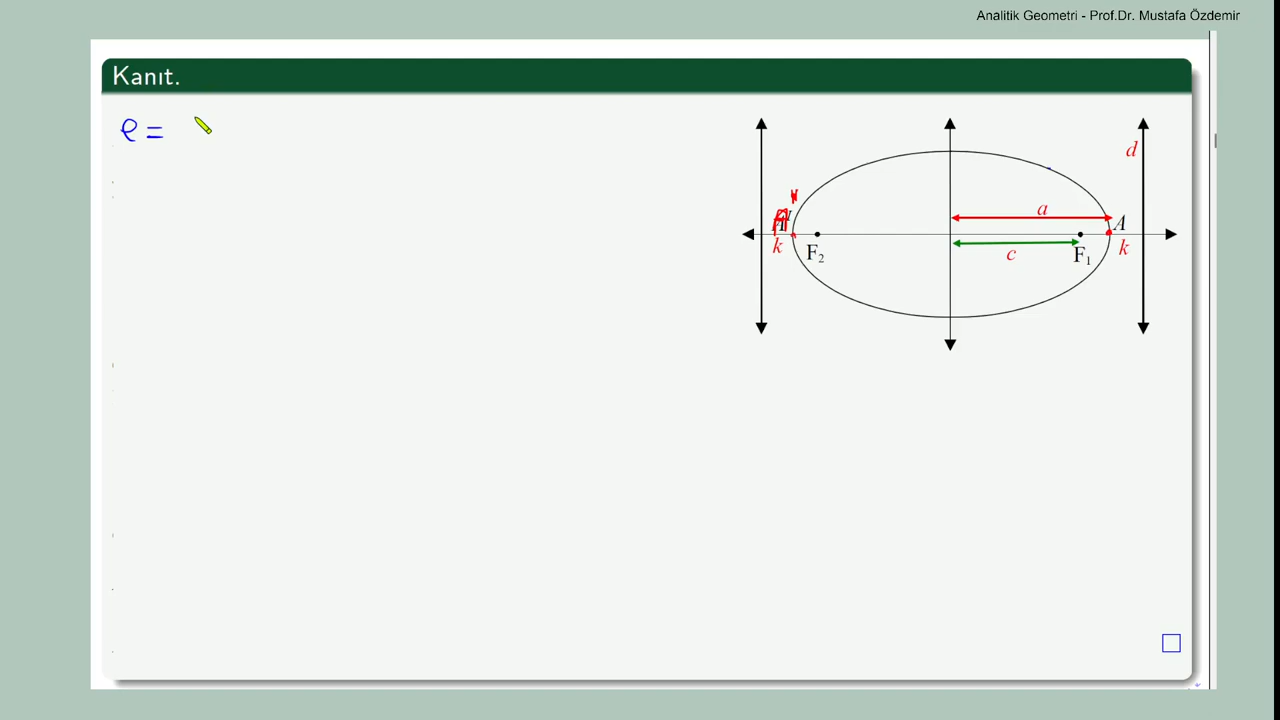 Analitik Geometri - Prof.Dr. Mustafa Özdemir
Kanıt.
e =
d
a
A
k
F₂
c
F₁
k